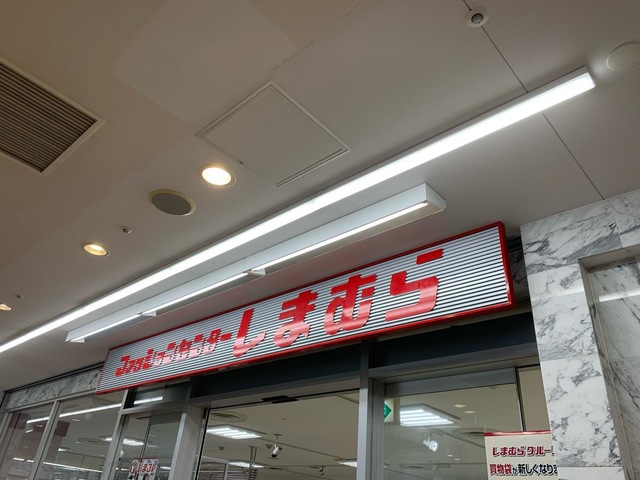 ファッションセンターしまむら
しまむらグルー
買物袋が新しくなりま